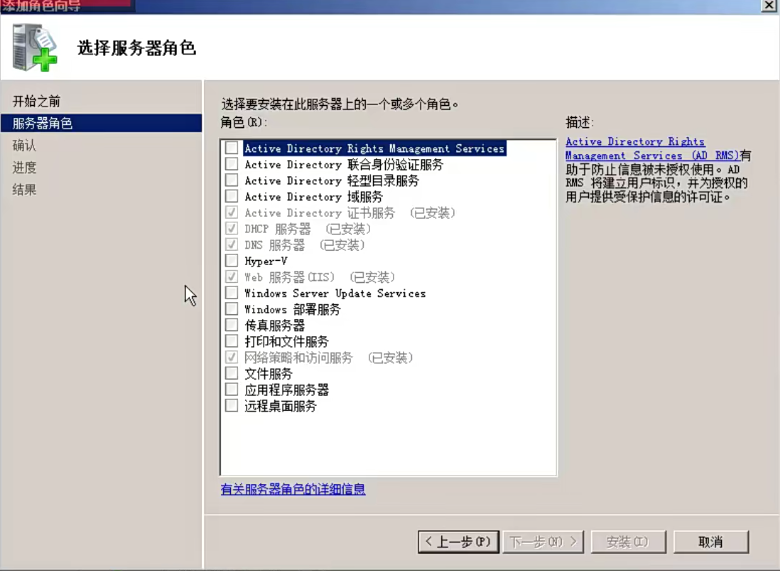 添加角色向导
选择服务器角色
开始之前
服务器角色
确认
进度
结果
选择要安装在此服务器上的一个或多个角色。
角色(R):
Active Directory Rights Management Services
Active Directory 联合身份验证服务
Active Directory 轻型目录服务
Active Directory 域服务
Active Directory 证书服务 (已安装)
DHCP 服务器 (已安装)
DNS 服务器 (已安装)
Hyper-V
Web 服务器(IIS) (已安装)
Windows Server Update Services
Windows 部署服务
传真服务器
打印和文件服务
网络策略和访问服务 (已安装)
文件服务
应用程序服务器
远程桌面服务
有关服务器角色的详细信息
描述:
Active Directory Rights
Management Services (AD RMS)有
助于防止信息被未授权使用。AD
RMS 将建立用户标识，并为授权的
用户提供受保护信息的许可证。
< 上一步(P)
下一步(N) >
安装(I)
取消